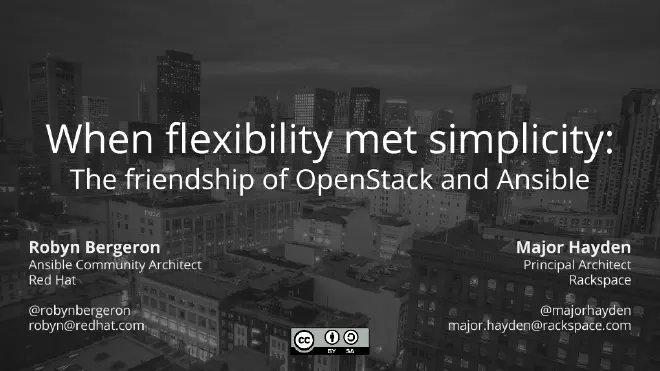 When flexibility met simplicity:
The friendship of OpenStack and Ansible
Robyn Bergeron
Ansible Community Architect
Red Hat
@robynbergeron
robyn@redhat.com
Major Hayden
Principal Architect
Rackspace
@majorhayden
major.hayden@rackspace.com
cc
BY SA